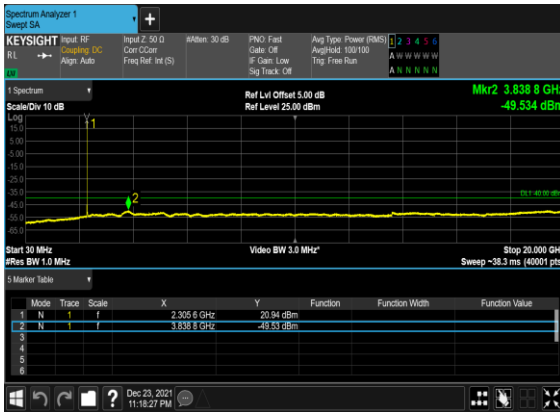 Spectrum Analyzer 1
Swept SA
+
KEYSIGHT Input: RF Input Z: 50 Ω #Atten: 30 dB PNO: Fast Avg Type: Power (RMS) 1 2 3 4 5 6
RL Coupling: DC Corr CCorr Gate: Off Avg|Hold: 100/100 A W W W W W
Align: Auto Freq Ref: Int (S) IF Gain: Low Trig: Free Run
Sig Track: Off A N N N N N
1 Spectrum Ref Lvl Offset 5.00 dB Mkr2 3.838 8 GHz
Scale/Div 10 dB Ref Level 25.00 dBm -49.534 dBm
Log
15.0 1
5.00
-5.00
-15.0
-25.0
-35.0
2
-45.0
-55.0
-65.0
Start 30 MHz Video BW 3.0 MHz* Stop 20.000 GH
#Res BW 1.0 MHz Sweep ~38.3 ms (40001 pts
5 Marker Table
Mode Trace Scale X Y Function Function Width Function Value
1 N 1 f 2.305 6 GHz 20.94 dBm
2 N 1 f 3.838 8 GHz -49.53 dBm
3
4
5
6
? Dec 23, 2021
11:18:27 PM